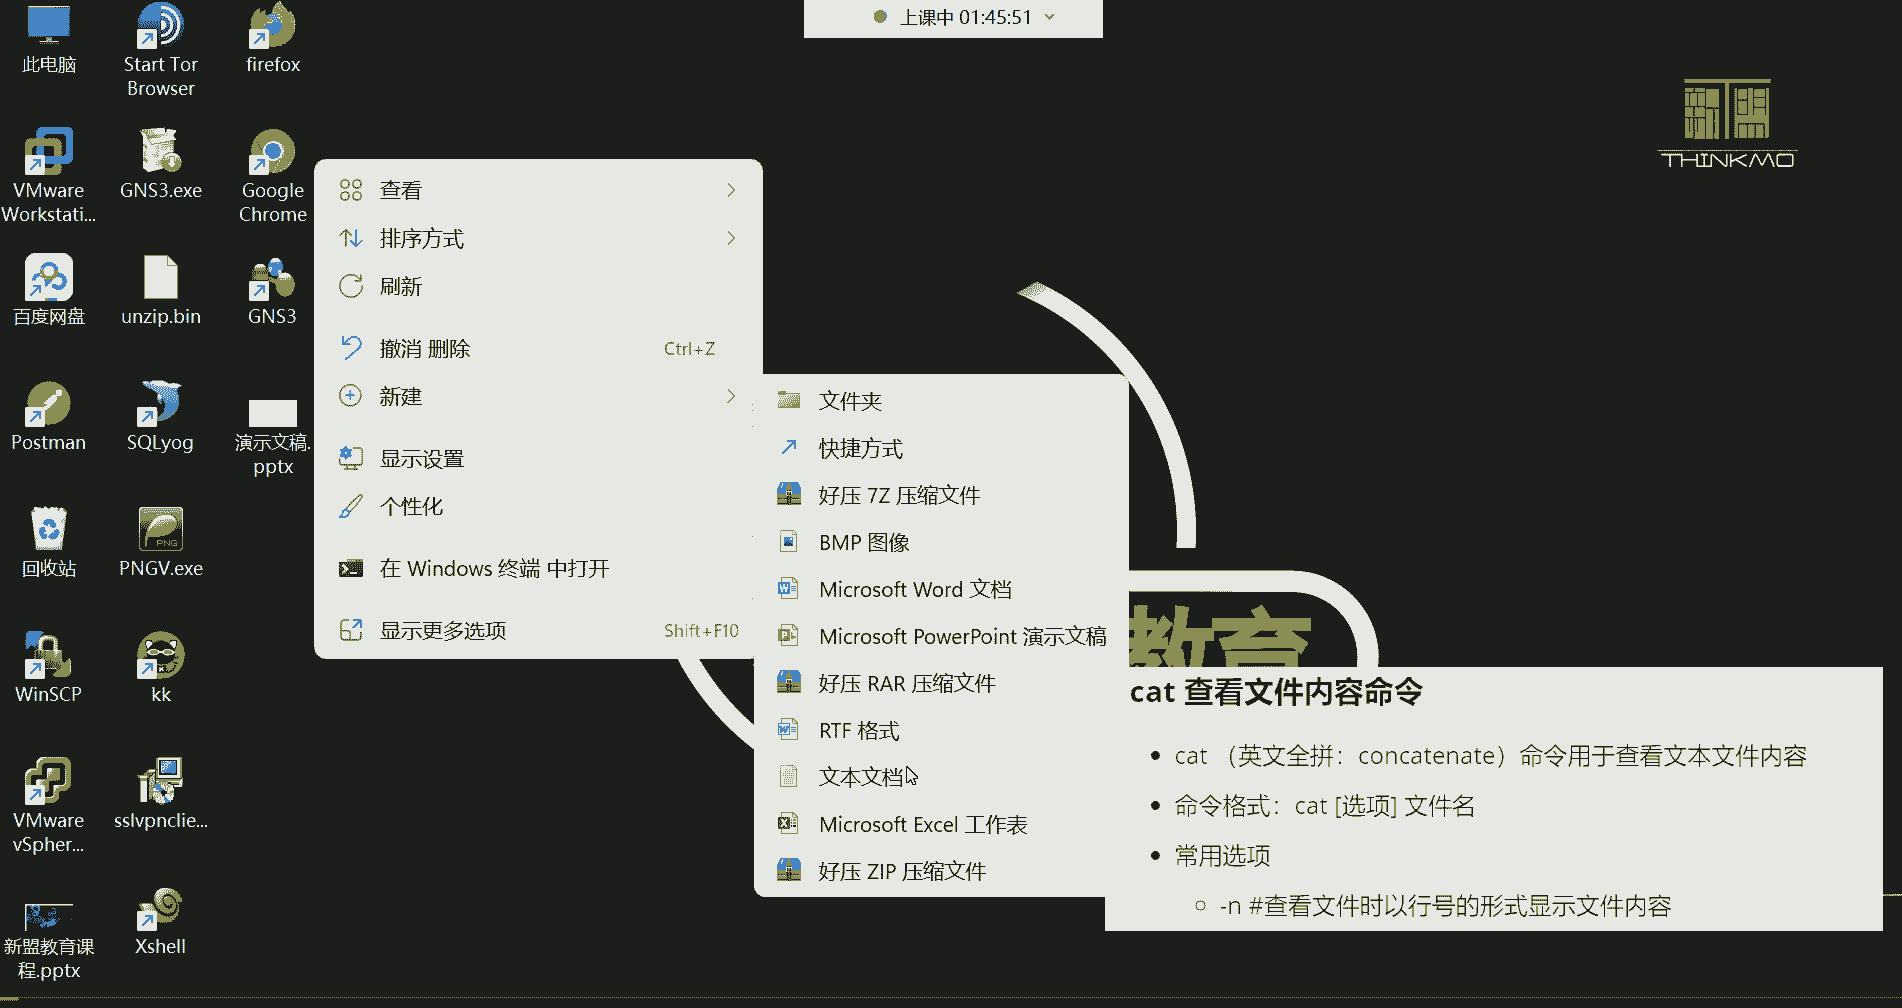 上课中 01:45:51
此电脑
Start Tor
Browser
firefox
THINKMO
VMware
Workstati...
GNS3.exe
Google
Chrome
百度网盘
unzip.bin
GNS3
Postman
SQLyog
演示文稿.
pptx
回收站
PNG
PNGV.exe
WinSCP
kk
VMware
vSpher...
sslvpnclie...
新盟教育课
程.pptx
Xshell
查看
排序方式
刷新
撤消 删除 Ctrl+Z
新建
显示设置
个性化
在 Windows 终端 中打开
显示更多选项 Shift+F10
文件夹
快捷方式
好压 7Z 压缩文件
BMP 图像
Microsoft Word 文档
Microsoft PowerPoint 演示文稿
好压 RAR 压缩文件
RTF 格式
文本文档
Microsoft Excel 工作表
好压 ZIP 压缩文件
教育
cat 查看文件内容命令
• cat （英文全拼：concatenate）命令用于查看文本文件内容
• 命令格式：cat [选项] 文件名
• 常用选项
○ -n #查看文件时以行号的形式显示文件内容